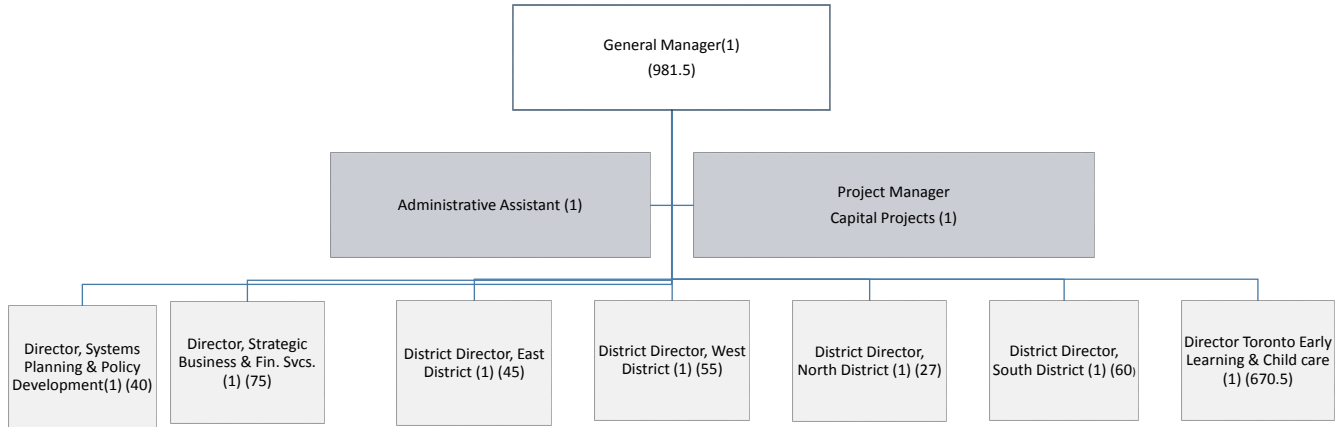 General Manager(1)
(981.5)
Administrative Assistant (1)
Project Manager
Capital Projects (1)
Director, Systems
Planning & Policy
Development(1) (40)
Director, Strategic
Business & Fin. Svcs.
(1) (75)
District Director, East
District (1) (45)
District Director, West
District (1) (55)
District Director,
North District (1) (27)
District Director,
South District (1) (60)
Director Toronto Early
Learning & Child care
(1) (670.5)